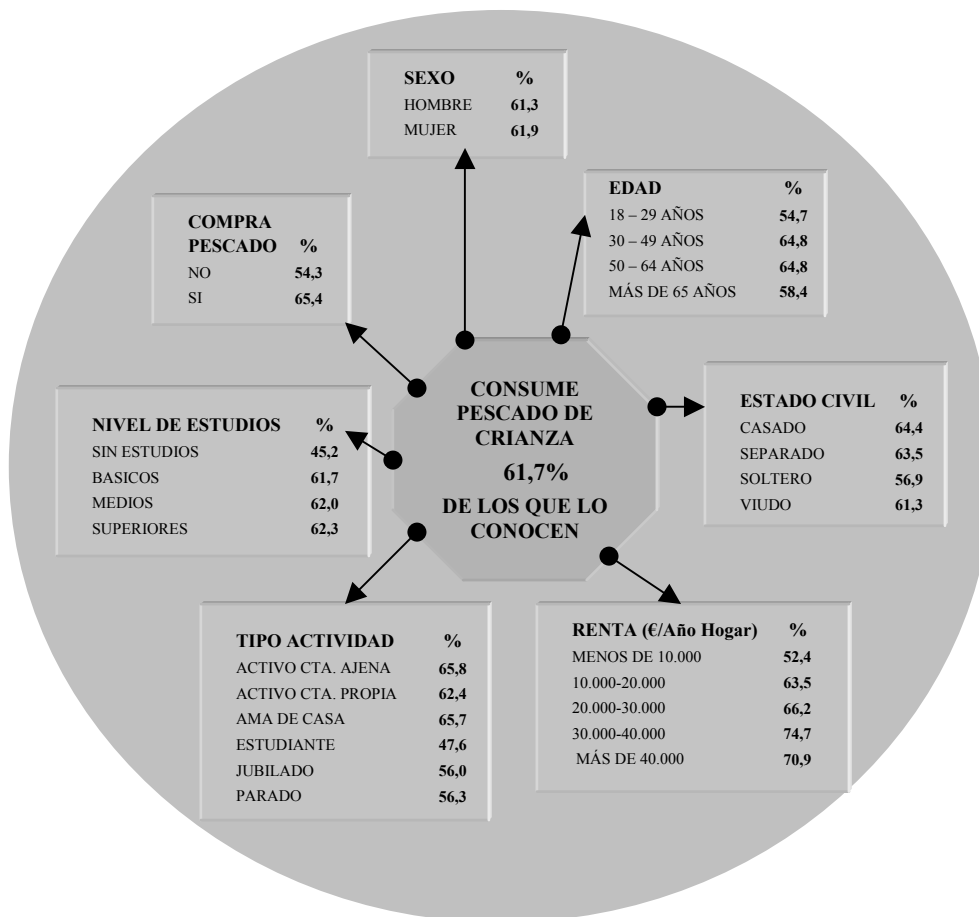 SEXO %
HOMBRE 61,3
MUJER 61,9
EDAD %
18 – 29 AÑOS 54,7
30 – 49 AÑOS 64,8
50 – 64 AÑOS 64,8
MÁS DE 65 AÑOS 58,4
COMPRA
PESCADO %
NO 54,3
SI 65,4
CONSUME
PESCADO DE
CRIANZA
61,7%
DE LOS QUE LO
CONOCEN
ESTADO CIVIL %
CASADO 64,4
SEPARADO 63,5
SOLTERO 56,9
VIUDO 61,3
NIVEL DE ESTUDIOS %
SIN ESTUDIOS 45,2
BASICOS 61,7
MEDIOS 62,0
SUPERIORES 62,3
TIPO ACTIVIDAD %
ACTIVO CTA. AJENA 65,8
ACTIVO CTA. PROPIA 62,4
AMA DE CASA 65,7
ESTUDIANTE 47,6
JUBILADO 56,0
PARADO 56,3
RENTA (€/Año Hogar) %
MENOS DE 10.000 52,4
10.000-20.000 63,5
20.000-30.000 66,2
30.000-40.000 74,7
MÁS DE 40.000 70,9